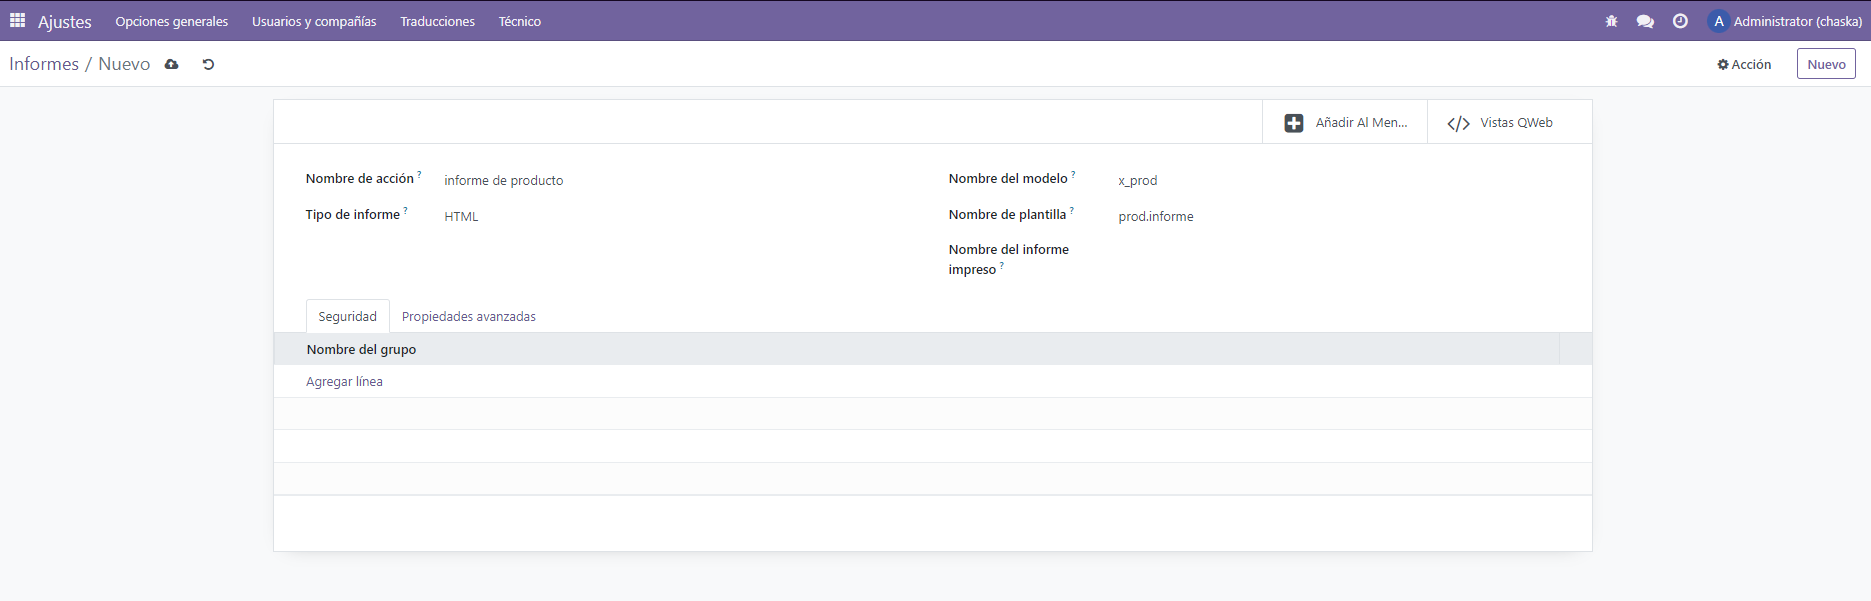 Ajustes Opciones generales Usuarios y compañías Traducciones Técnico A Administrator (chaska)
Informes / Nuevo Acción Nuevo
Añadir Al Men... </> Vistas QWeb
Nombre de acción ? informe de producto
Tipo de informe ? HTML
Nombre del modelo ? x_prod
Nombre de plantilla ? prod.informe
Nombre del informe
impreso ?
Seguridad Propiedades avanzadas
Nombre del grupo
Agregar línea